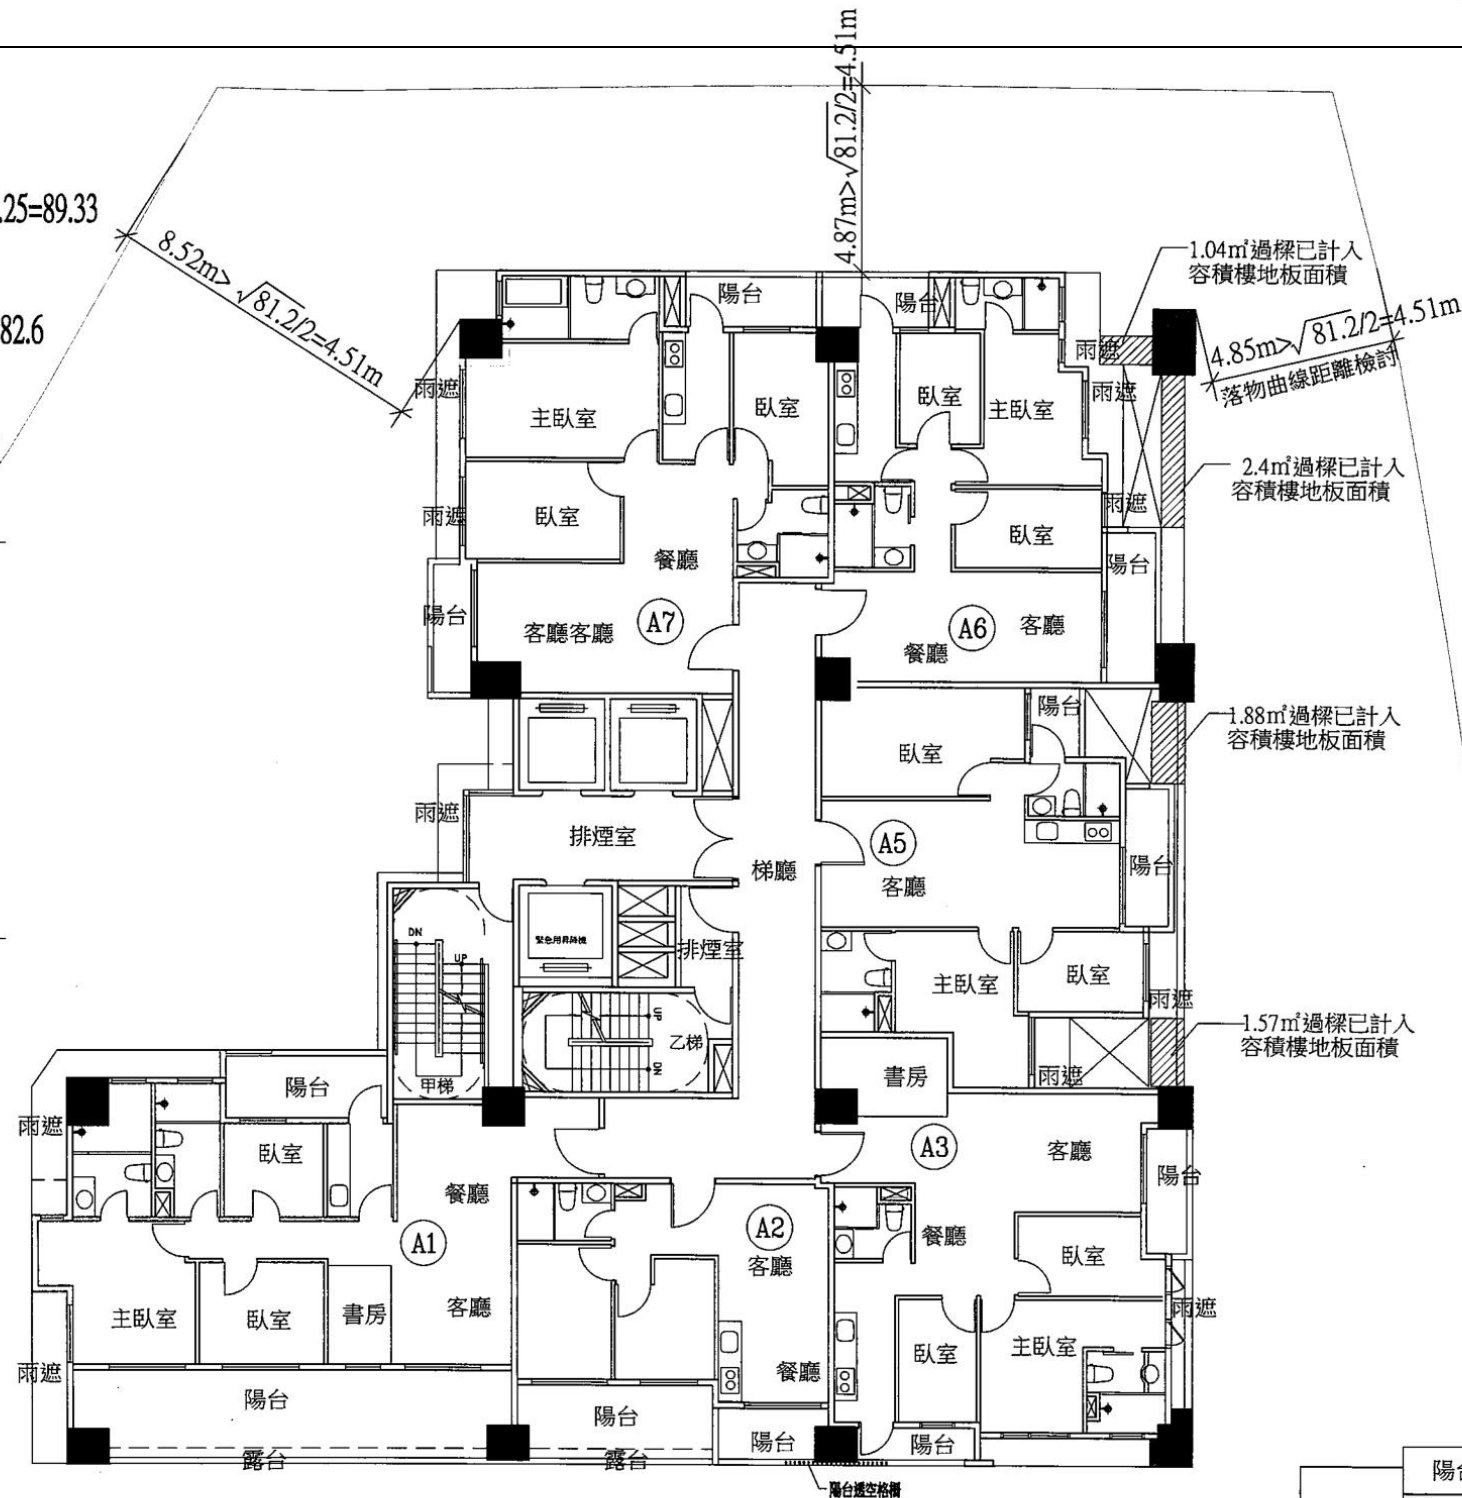 .25=89.33
82.6
8.52m>√81.2/2=4.51m
4.87m>√81.2/2=4.51m
1.04㎡過樑已計入
容積樓地板面積
4.85m>√81.2/2=4.51m
落物曲線距離檢討
2.4㎡過樑已計入
容積樓地板面積
1.88㎡過樑已計入
容積樓地板面積
1.57㎡過樑已計入
容積樓地板面積
陽台
陽台
雨遮
雨遮
雨遮
主臥室
臥室
臥室
主臥室
雨遮
臥室
餐廳
臥室
雨遮
陽台
陽台
客廳客廳
A7
A6
客廳
餐廳
陽台
臥室
雨遮
排煙室
梯廳
A5
客廳
陽台
DN
UP
緊急用昇降機
排煙室
主臥室
臥室
雨遮
甲梯
UP
DN
乙梯
書房
雨遮
雨遮
陽台
臥室
餐廳
A1
A3
客廳
陽台
A2
客廳
餐廳
臥室
主臥室
臥室
書房
客廳
雨遮
餐廳
臥室
主臥室
雨遮
陽台
陽台
陽台
陽台
露台
露台
陽台透空格柵
陽台